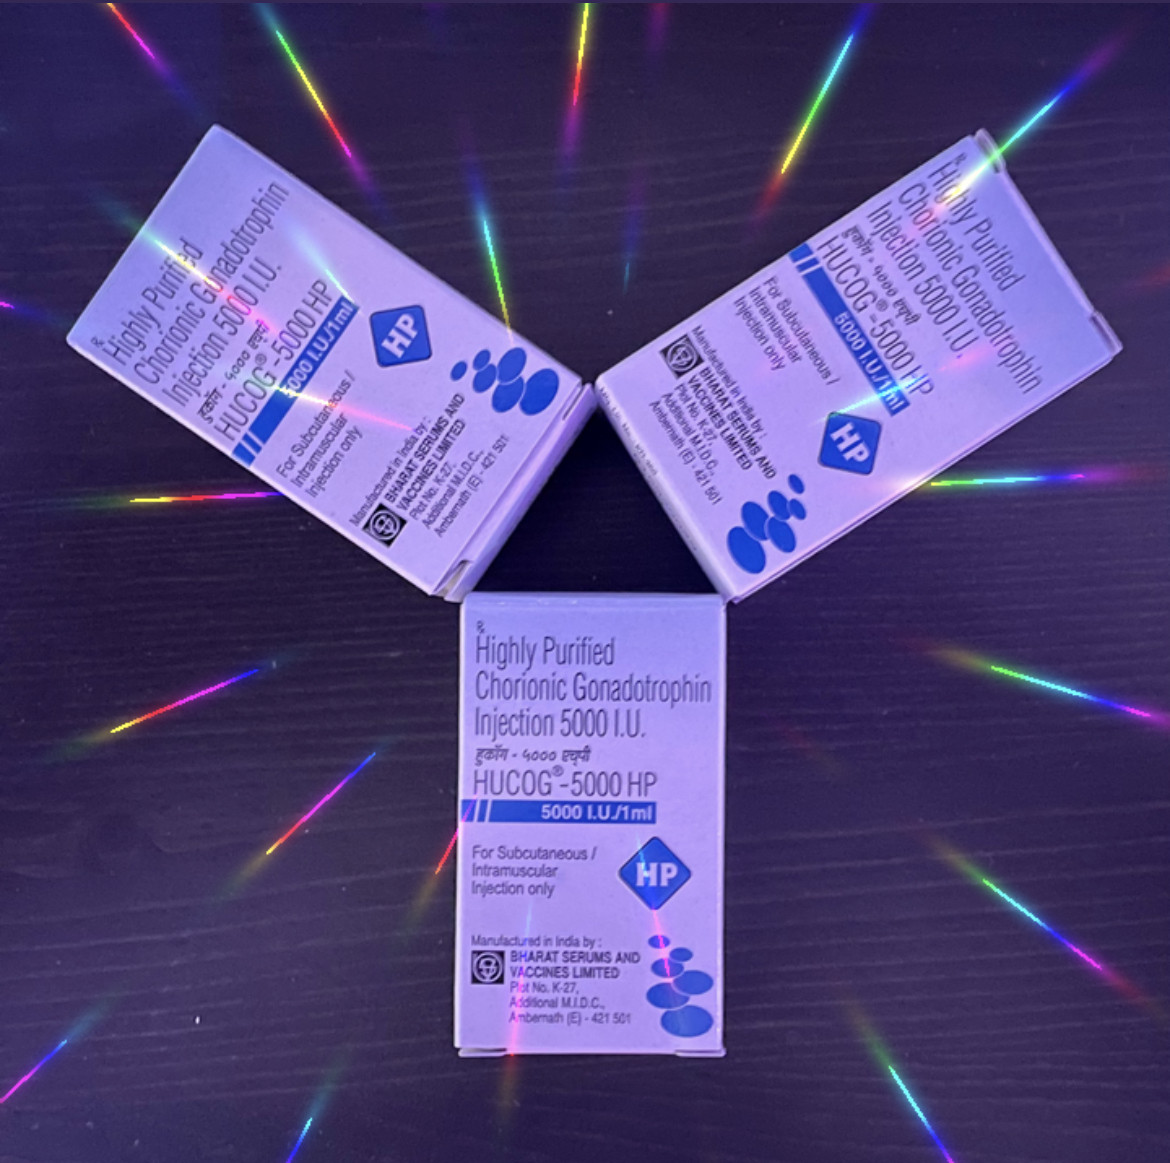 ℞
Highly Purified
Chorionic Gonadotrophin
Injection 5000 I.U.
हुकॉग - ५००० एचपी
HUCOG®-5000 HP
5000 I.U./1ml
For Subcutaneous /
Intramuscular
Injection only
HP
Manufactured in India by :
BHARAT SERUMS AND
VACCINES LIMITED
Plot No. K-27,
Additional M.I.D.C.,
Ambernath (E) - 421 501
℞
Highly Purified
Chorionic Gonadotrophin
Injection 5000 I.U.
हुकॉग - ५००० एचपी
HUCOG®-5000 HP
5000 I.U./1ml
For Subcutaneous /
Intramuscular
Injection only
HP
Manufactured in India by :
BHARAT SERUMS AND
VACCINES LIMITED
Plot No. K-27,
Additional M.I.D.C.,
Ambernath (E) - 421 501
℞
Highly Purified
Chorionic Gonadotrophin
Injection 5000 I.U.
हुकॉग - ५००० एचपी
HUCOG®-5000 HP
5000 I.U./1ml
For Subcutaneous /
Intramuscular
Injection only
HP
Manufactured in India by :
BHARAT SERUMS AND
VACCINES LIMITED
Plot No. K-27,
Additional M.I.D.C.,
Ambernath (E) - 421 501